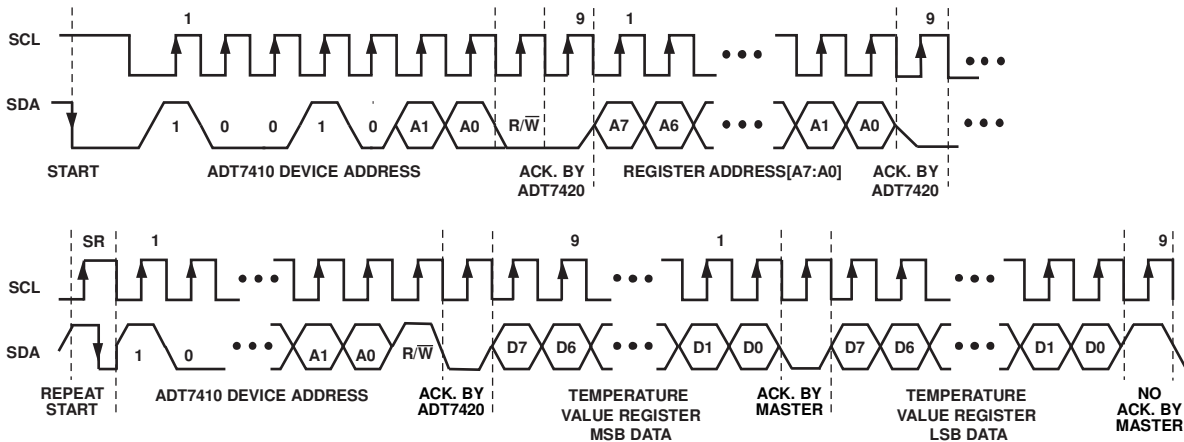 1 9 1 9
SCL
SDA
1 0 0 1 0 A1 A0 R/W̅ A7 A6 A1 A0
START ADT7410 DEVICE ADDRESS ACK. BY ADT7420 REGISTER ADDRESS[A7:A0] ACK. BY ADT7420
SR 1 9 1 9
SCL
SDA
1 0 A1 A0 R/W̅ D7 D6 D1 D0 D7 D6 D1 D0
REPEAT START ADT7410 DEVICE ADDRESS ACK. BY ADT7420 TEMPERATURE VALUE REGISTER MSB DATA ACK. BY MASTER TEMPERATURE VALUE REGISTER LSB DATA NO ACK. BY MASTER